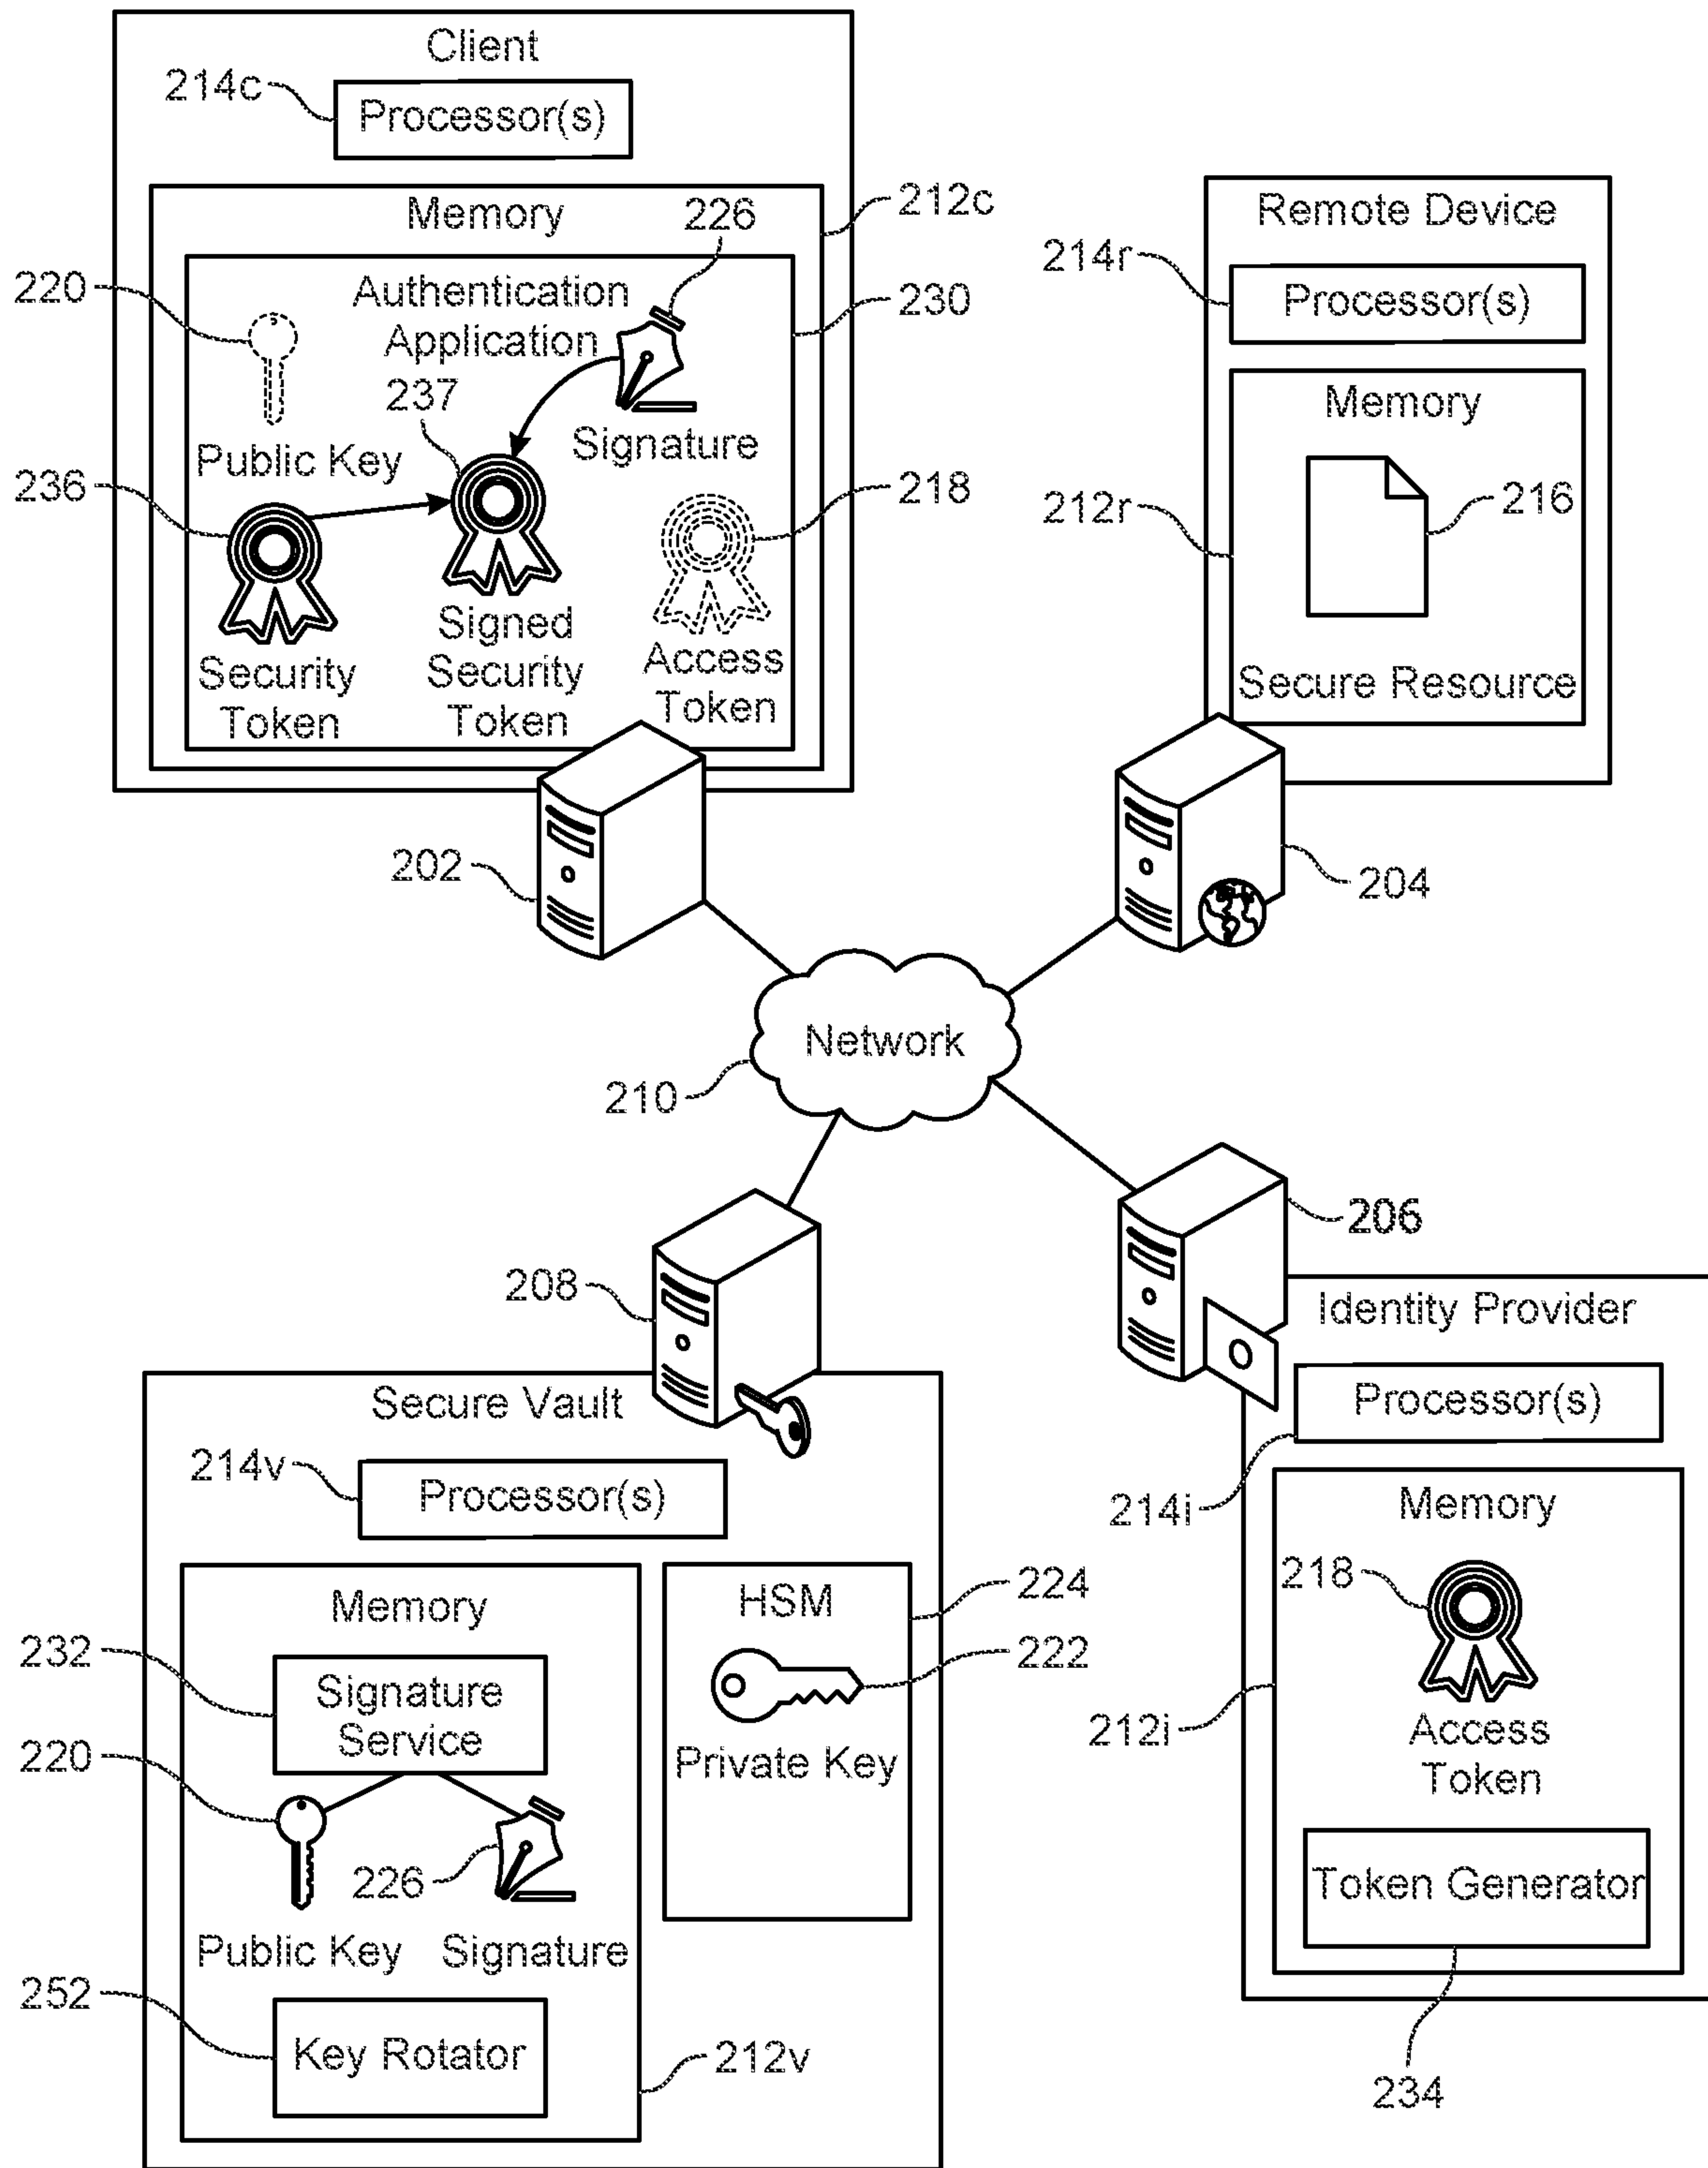 Client
214c
Processor(s)
Memory
212c
226
220
Authentication
Application
230
237
Signature
Public Key
236
218
Signed
Security
Token
Security
Token
Access
Token
202
Remote Device
214r
Processor(s)
Memory
212r
216
Secure Resource
204
Network
210
208
206
Secure Vault
214v
Processor(s)
Memory
HSM
224
232
Signature
Service
222
220
Private Key
226
Public Key
Signature
252
Key Rotator
212v
Identity Provider
Processor(s)
214i
Memory
218
212i
Access
Token
Token Generator
234